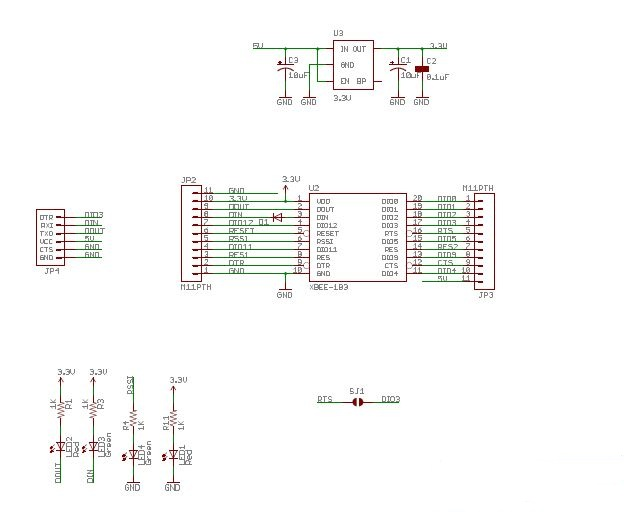 U3
5V IN OUT 3.3V
C3 GND C1 C2
10uF EN BP 10uF 0.1uF
GND GND 3.3V GND GND
3.3V
JP2 U2 M11PTH
11 GND
10 3.3V 1 VDD DIO0 20 DIO0 1
9 DOUT 2 DOUT DIO1 19 DIO1 2
8 DIN 3 DIN DIO2 18 DIO2 3
7 DIO12 D1 4 DIO12 DIO3 17 DIO3 4
6 RESET 5 RESET RTS 16 RTS 5
5 RSSI 6 RSSI DIO5 15 DIO5 6
4 DIO11 7 DIO11 RES 14 RES2 7
3 RES1 8 RES DIO9 13 DIO9 8
2 DTR 9 DTR CTS 12 CTS 9
1 GND 10 GND DIO4 11 DIO4 10
5V 11
M11PTH GND XBEE-1B3 JP3
DTR DIO3
RXI DIN
TXO DOUT
VCC 5V
CTS GND
GND GND
JP4
3.3V 3.3V RSSI 3.3V
1K R1 1K R3 R4 1K R11 1K
LED2 Red LED3 Green LED4 Green LED1 Red
DOUT DIN GND GND
RTS SJ1 DIO3